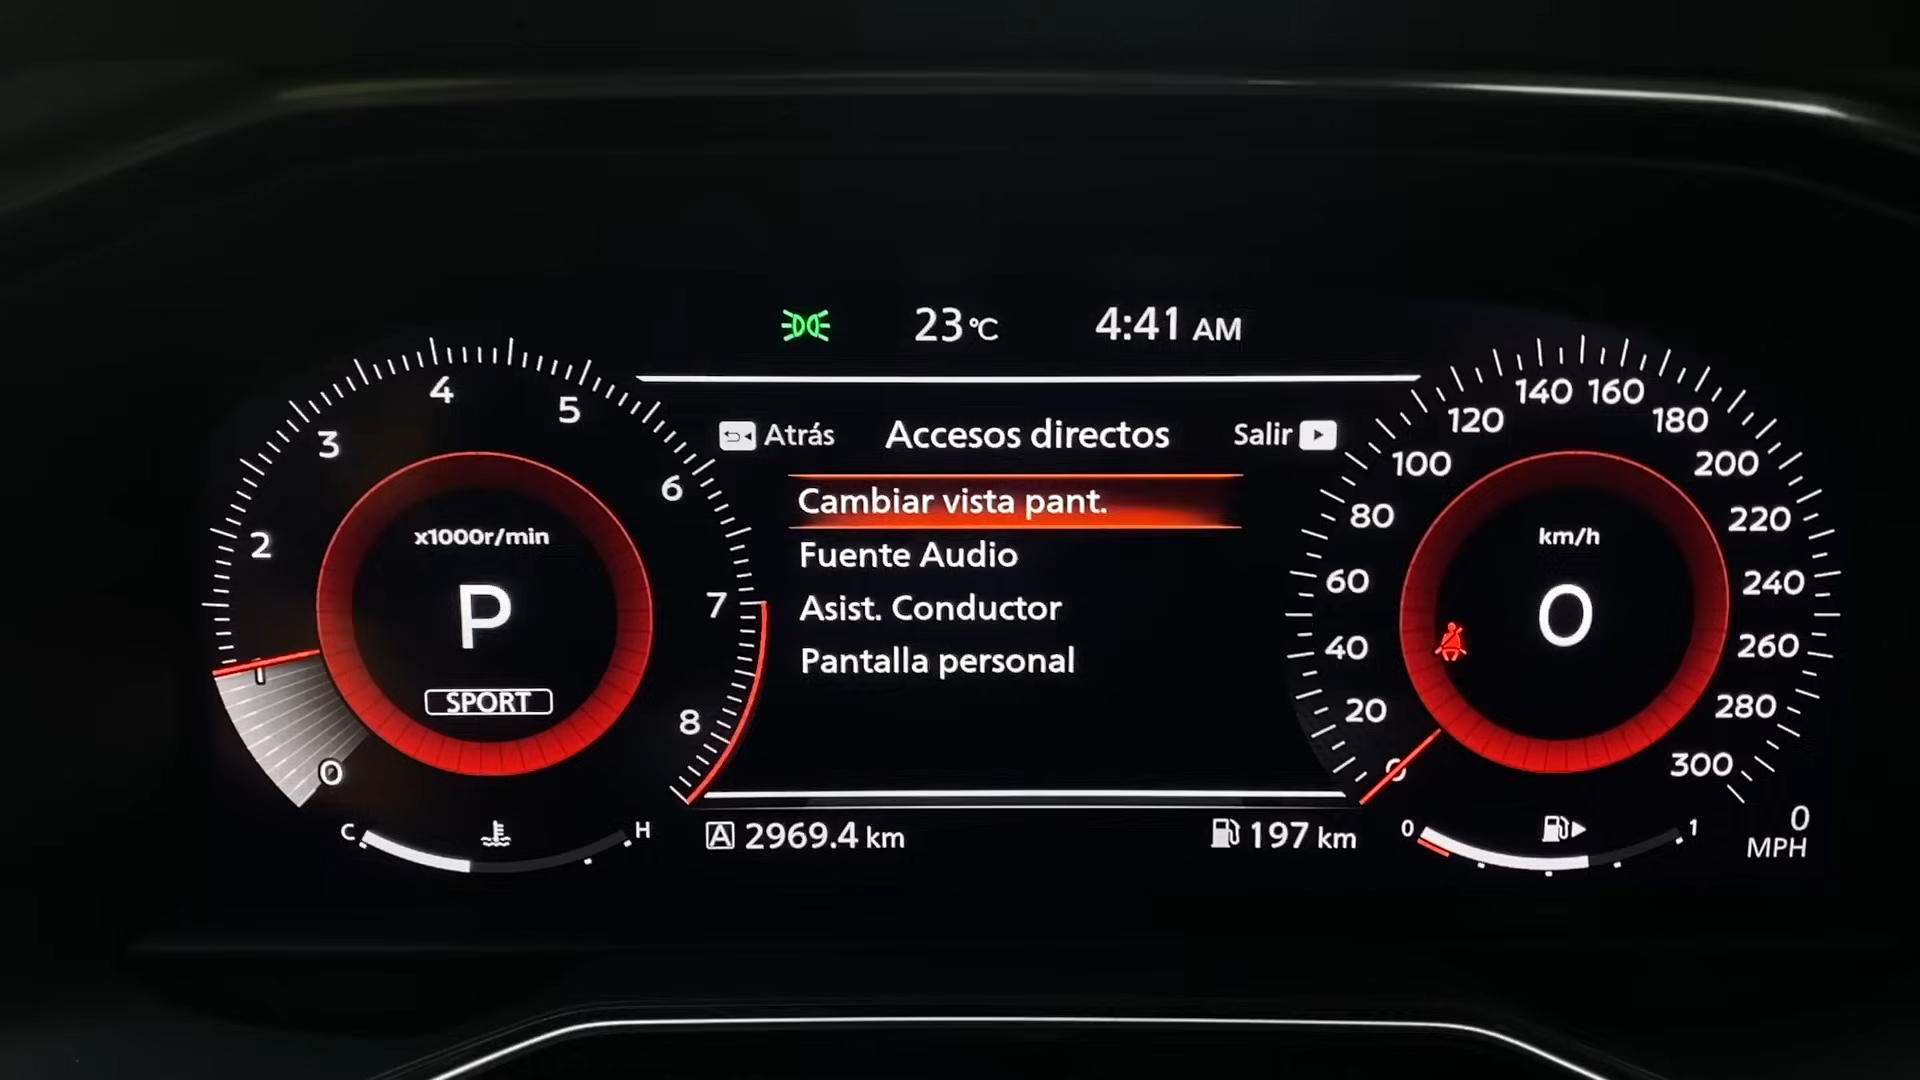 23°C 4:41 AM
Atrás Accesos directos Salir
Cambiar vista pant.
Fuente Audio
Asist. Conductor
Pantalla personal
0 1 2 3 4 5 6 7 8
x1000r/min
P
SPORT
C H
A 2969.4 km
197 km
0 20 40 60 80 100 120 140 160 180 200 220 240 260 280 300
km/h
0
0 1
0
MPH